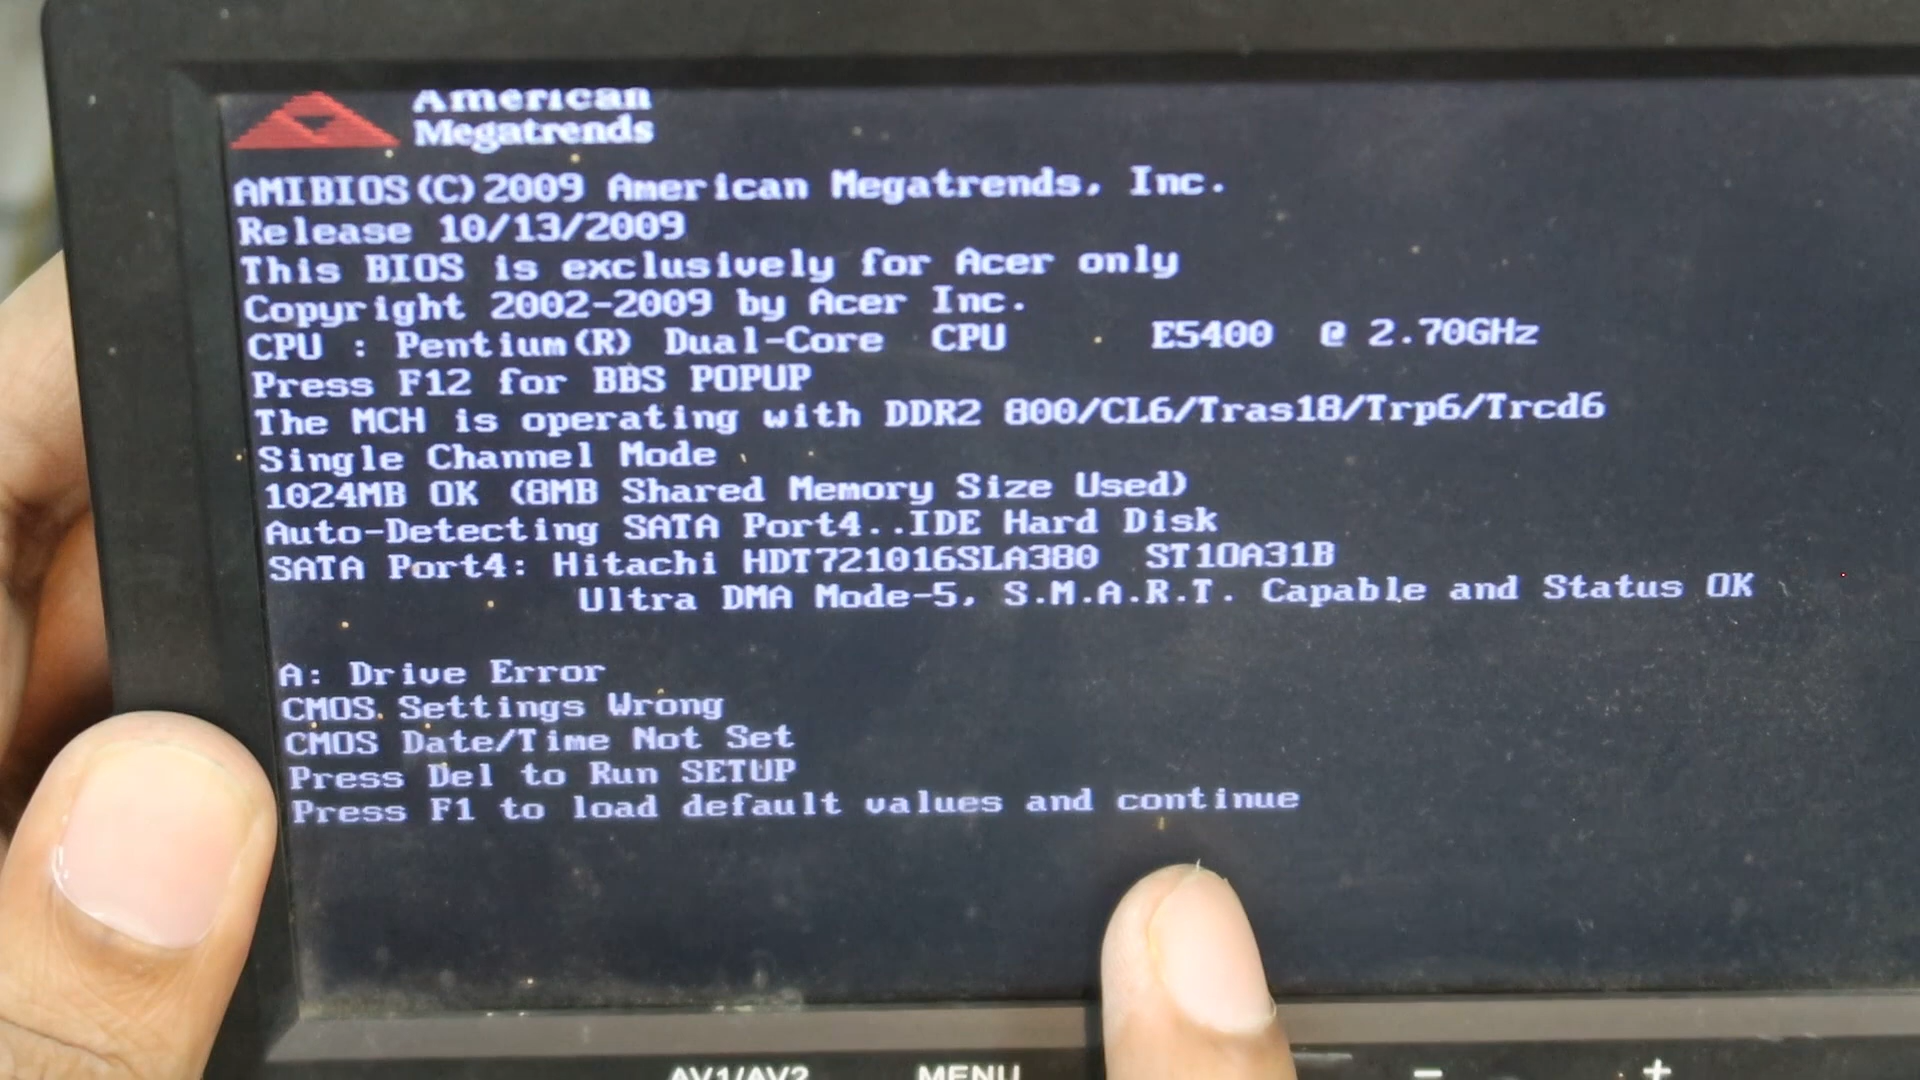 American
Megatrends
AMIBIOS(C)2009 American Megatrends, Inc.
Release 10/13/2009
This BIOS is exclusively for Acer only
Copyright 2002-2009 by Acer Inc.
CPU : Pentium(R) Dual-Core CPU E5400 @ 2.70GHz
Press F12 for BBS POPUP
The MCH is operating with DDR2 800/CL6/Tras18/Trp6/Trcd6
Single Channel Mode
1024MB OK (8MB Shared Memory Size Used)
Auto-Detecting SATA Port4..IDE Hard Disk
SATA Port4: Hitachi HDT721016SLA380 ST1OA31B
Ultra DMA Mode-5, S.M.A.R.T. Capable and Status OK
A: Drive Error
CMOS Settings Wrong
CMOS Date/Time Not Set
Press Del to Run SETUP
Press F1 to load default values and continue
AV1/AV2 MENU - +